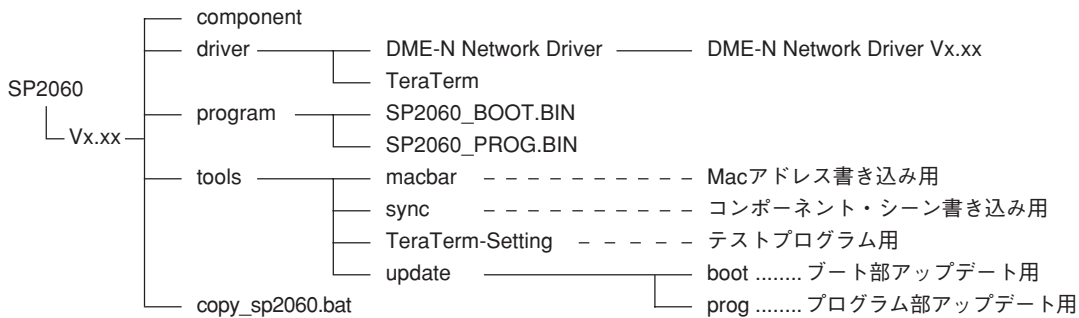 component
driver DME-N Network Driver DME-N Network Driver Vx.xx
TeraTerm
SP2060
program SP2060_BOOT.BIN
Vx.xx
SP2060_PROG.BIN
tools macbar Macアドレス書き込み用
sync コンポーネント・シーン書き込み用
TeraTerm-Setting テストプログラム用
update boot ........ ブート部アップデート用
copy_sp2060.bat prog ........ プログラム部アップデート用